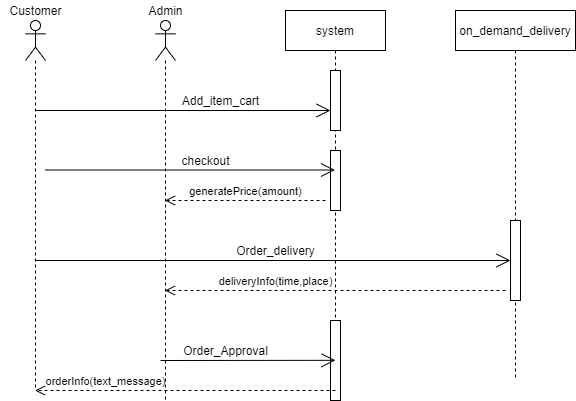 Customer
Admin
system
on_demand_delivery
Add_item_cart
checkout
generatePrice(amount)
Order_delivery
deliveryInfo(time,place)
Order_Approval
orderInfo(text_message)